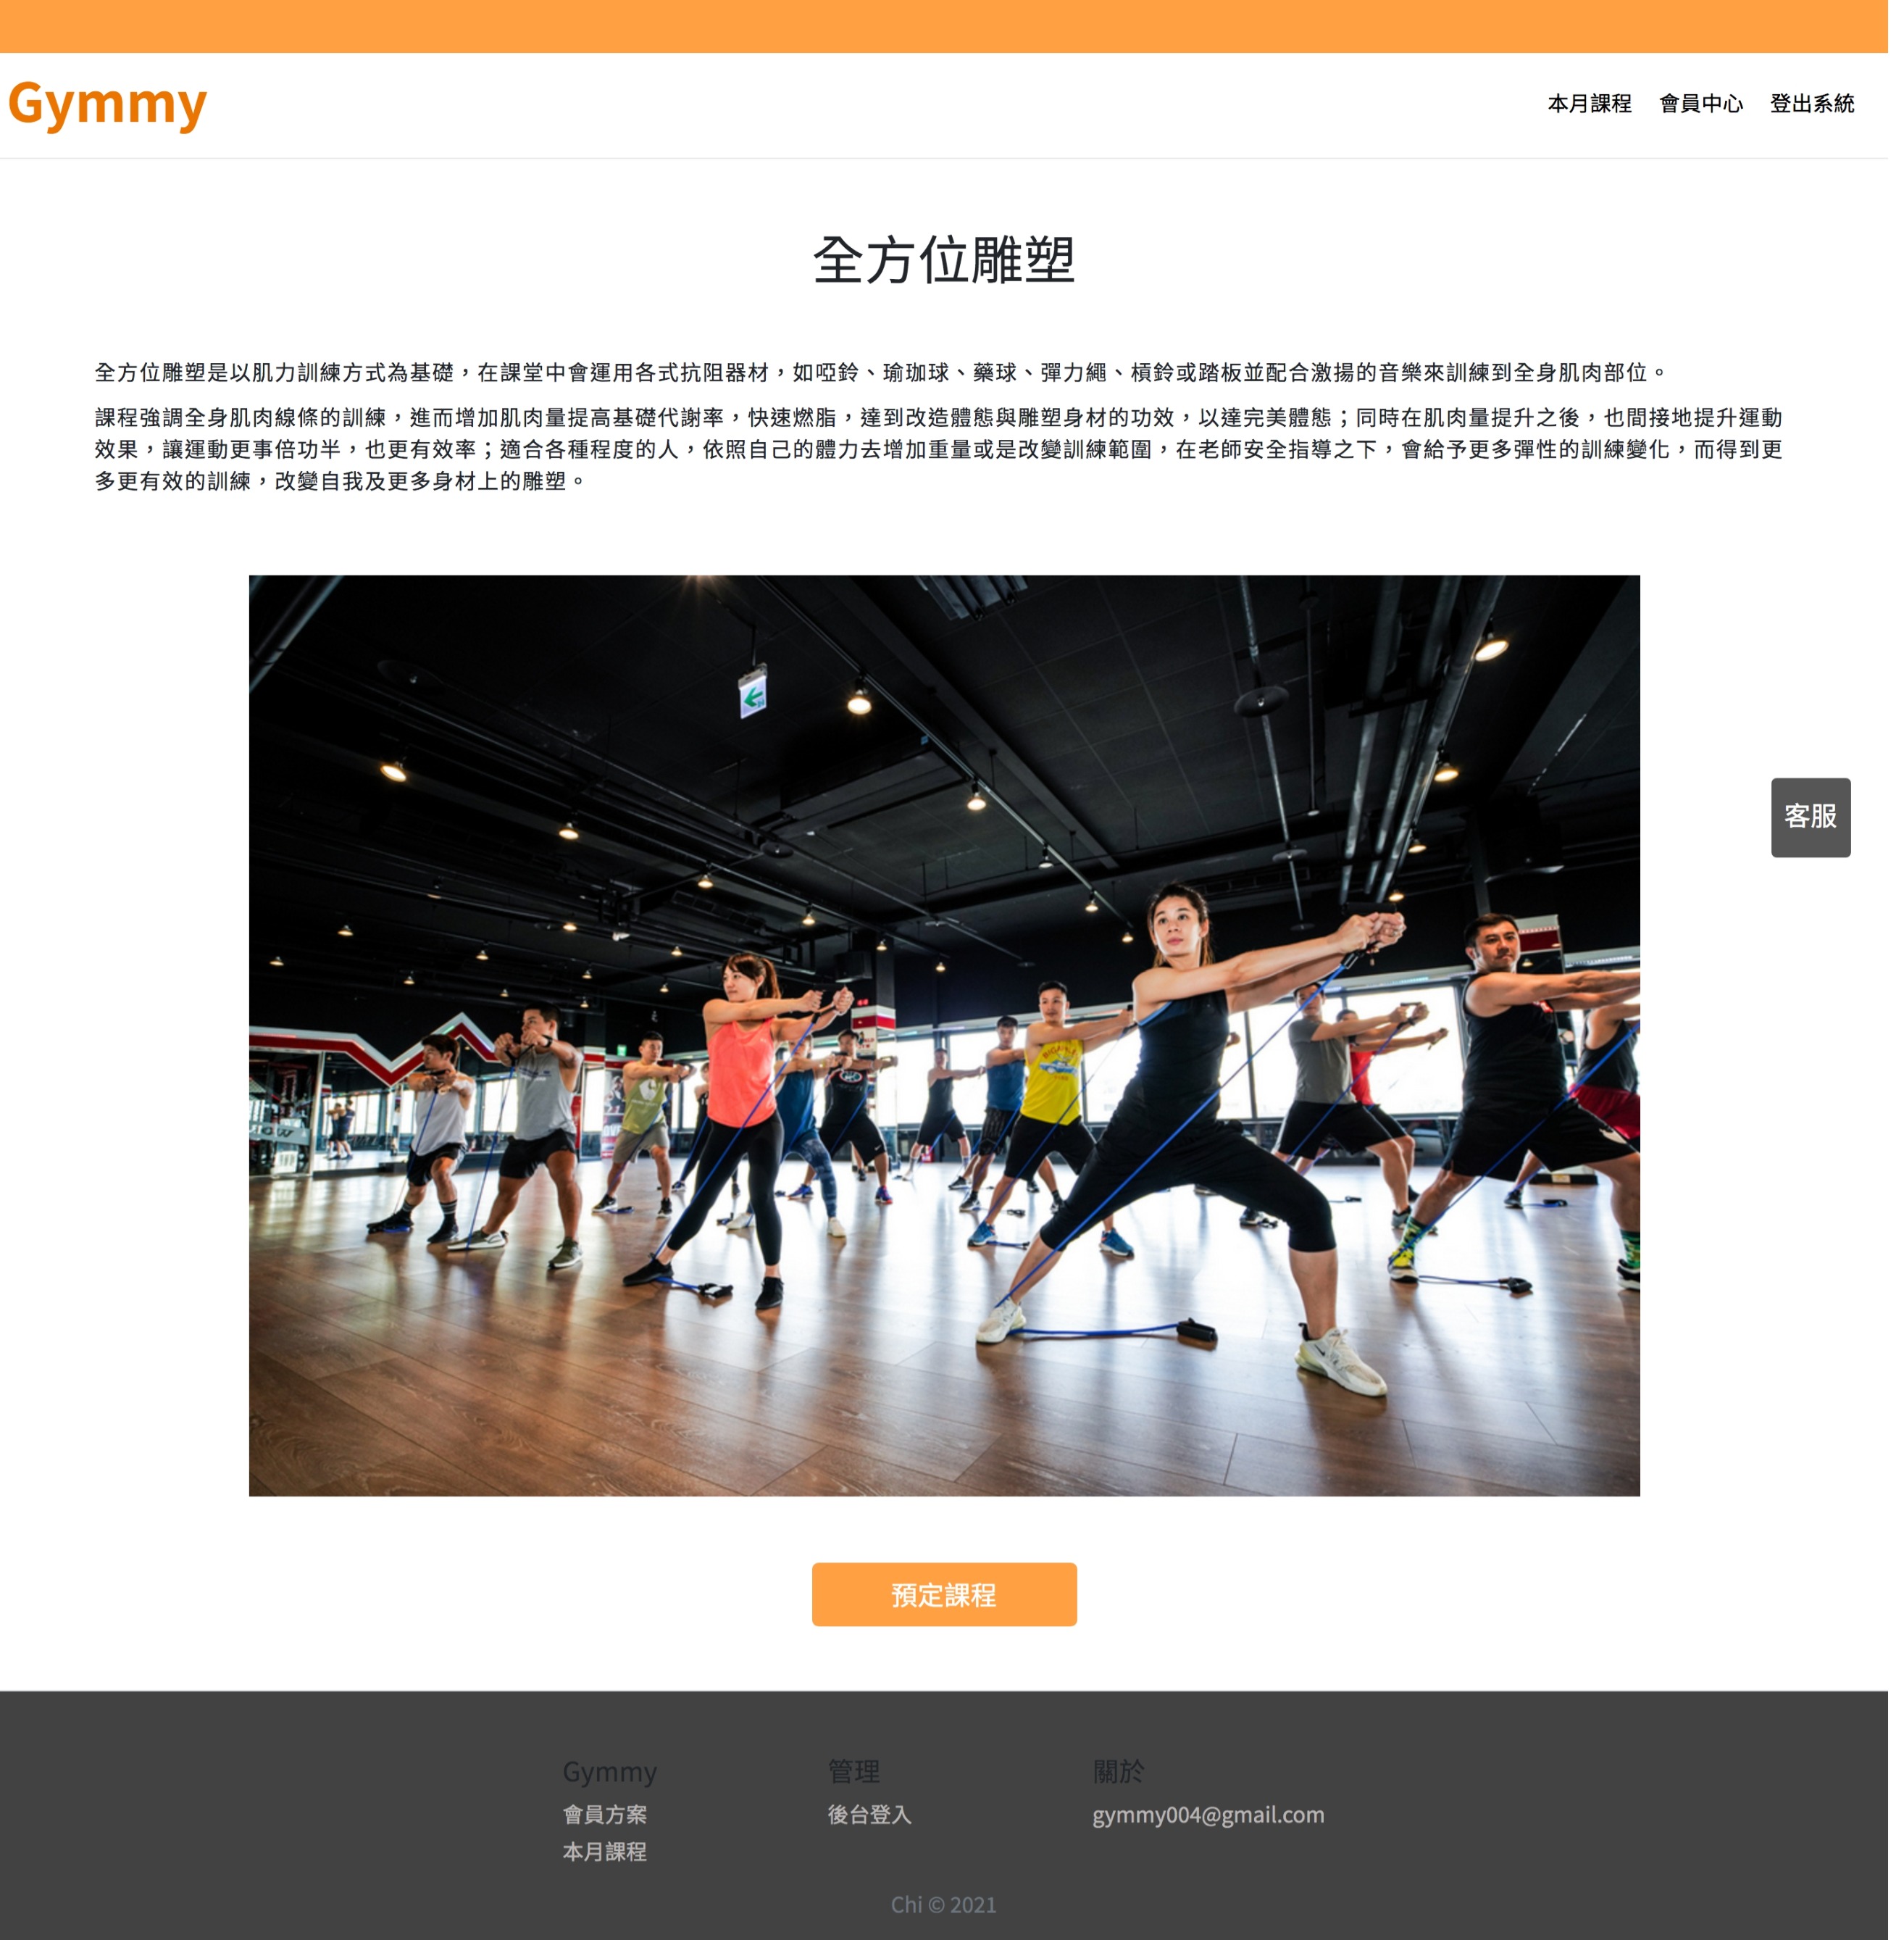 Gymmy
本月課程 會員中心 登出系統
全方位雕塑
全方位雕塑是以肌力訓練方式為基礎，在課堂中會運用各式抗阻器材，如啞鈴、瑜珈球、藥球、彈力繩、槓鈴或踏板並配合激揚的音樂來訓練到全身肌肉部位。
課程強調全身肌肉線條的訓練，進而增加肌肉量提高基礎代謝率，快速燃脂，達到改造體態與雕塑身材的功效，以達完美體態；同時在肌肉量提升之後，也間接地提升運動
效果，讓運動更事倍功半，也更有效率；適合各種程度的人，依照自己的體力去增加重量或是改變訓練範圍，在老師安全指導之下，會給予更多彈性的訓練變化，而得到更
多更有效的訓練，改變自我及更多身材上的雕塑。
客服
預定課程
Gymmy
會員方案
本月課程
管理
後台登入
關於
gymmy004@gmail.com
Chi © 2021